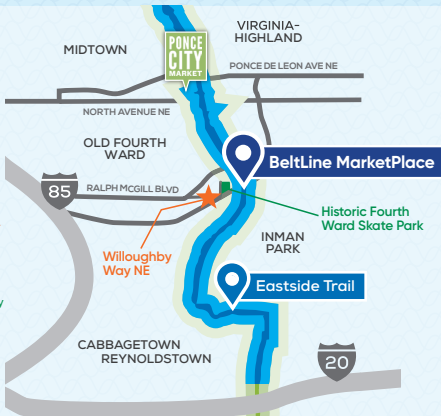 VIRGINIA-
HIGHLAND
MIDTOWN
PONCE
CITY
MARKET
PONCE DE LEON AVE NE
NORTH AVENUE NE
OLD FOURTH
WARD
BeltLine MarketPlace
85
RALPH MCGILL BLVD
Historic Fourth
Ward Skate Park
INMAN
PARK
Willoughby
Way NE
Eastside Trail
y
CABBAGETOWN
REYNOLDSTOWN
20